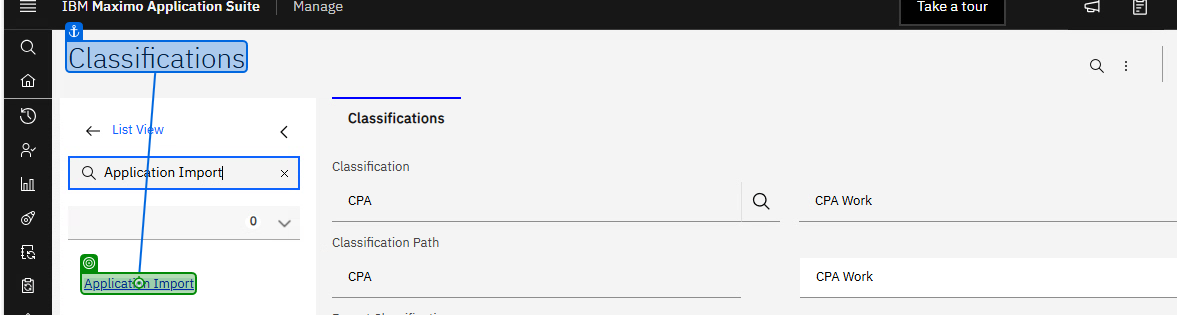 IBM Maximo Application Suite
Manage
Take a tour
Classifications
List View
Application Import
0
Application Import
Classifications
Classification
CPA
CPA Work
Classification Path
CPA
CPA Work